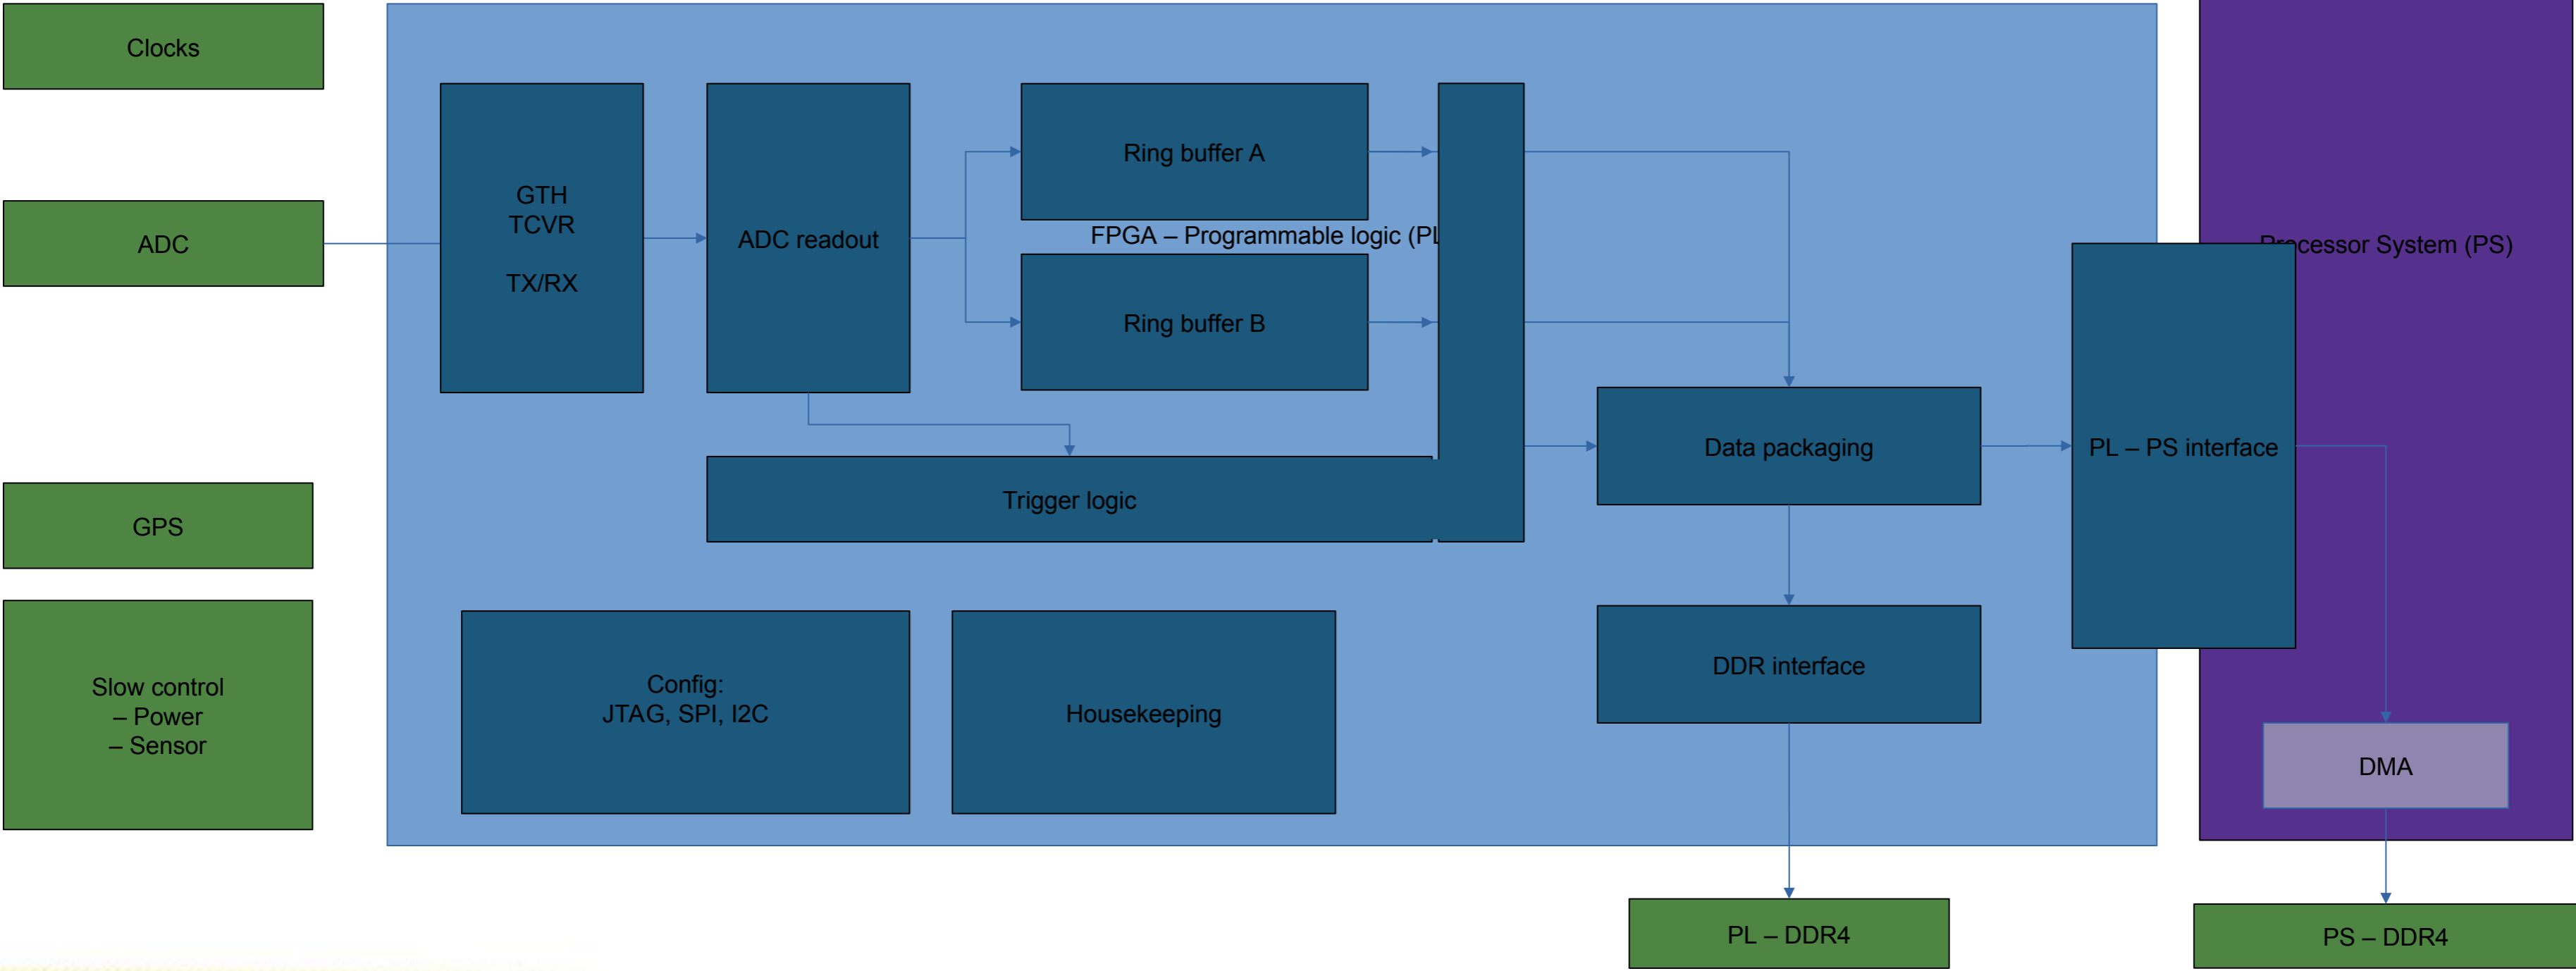 Clocks
ADC
GPS
Slow control
– Power
– Sensor
GTH
TCVR
TX/RX
ADC readout
Ring buffer A
FPGA – Programmable logic (PL
Ring buffer B
Trigger logic
Config:
JTAG, SPI, I2C
Housekeeping
Data packaging
DDR interface
PL – PS interface
Processor System (PS)
DMA
PL – DDR4
PS – DDR4